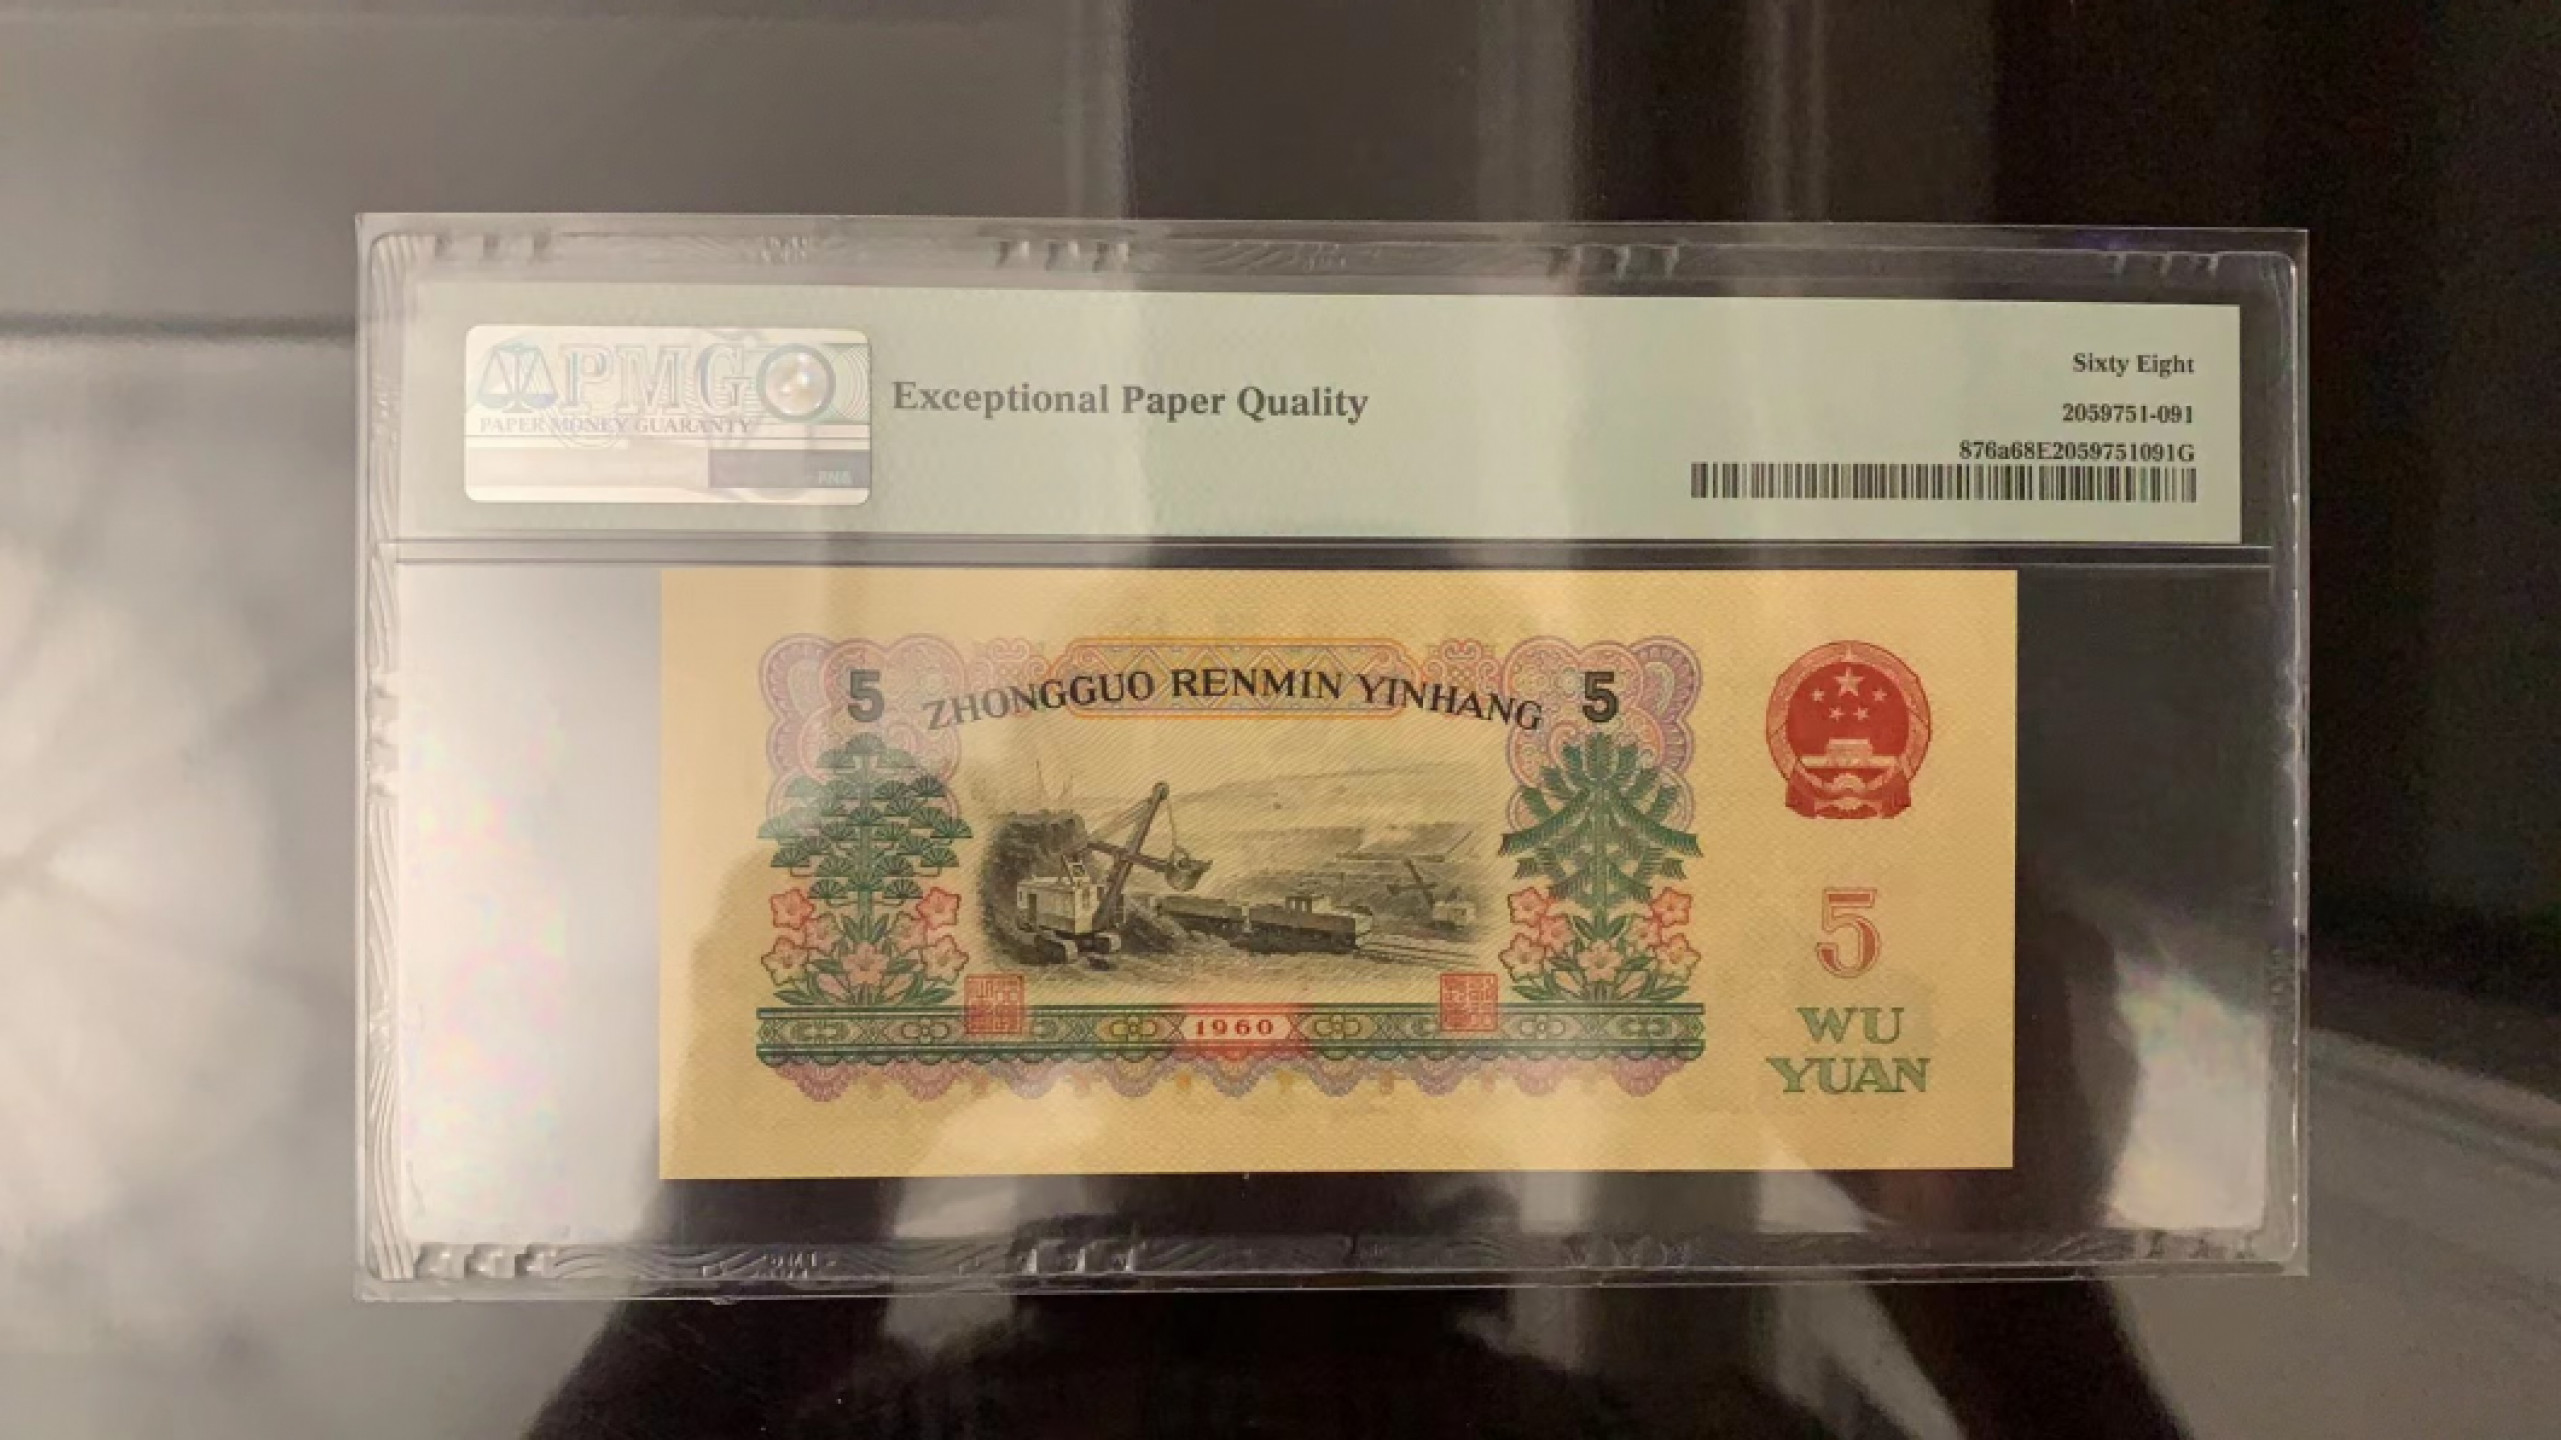 PMG
PAPER MONEY GUARANTY
PMG
Exceptional Paper Quality
Sixty Eight
2059751-091
876a68E2059751091G
5 ZHONGGUO RENMIN YINHANG 5
1960
5
WU
YUAN